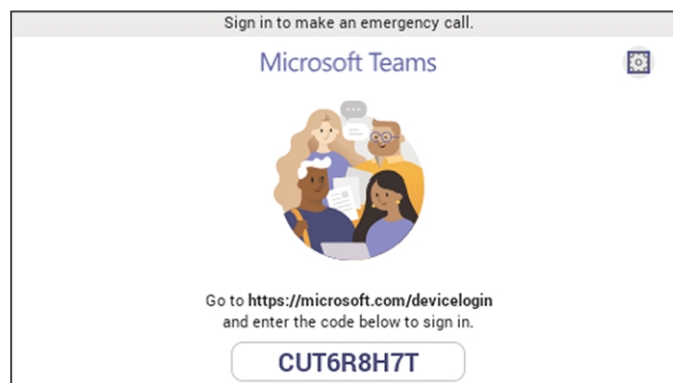 Sign in to make an emergency call.
Microsoft Teams
Go to https://microsoft.com/devicelogin
and enter the code below to sign in.
CUT6R8H7T